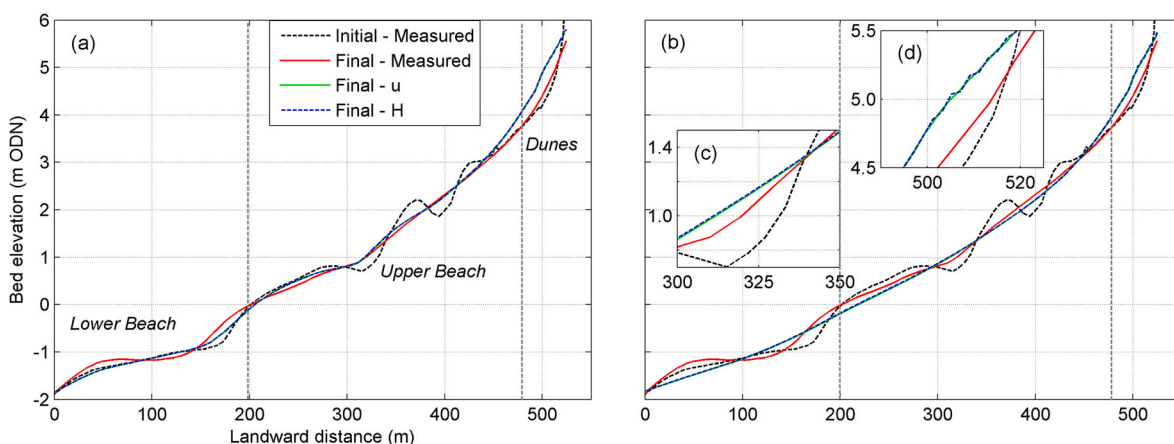 (a)
Initial - Measured
Final - Measured
Final - u
Final - H
Dunes
Upper Beach
Lower Beach
Bed elevation (m ODN)
6
5
4
3
2
1
0
-1
-2
0 100 200 300 400 500
Landward distance (m)
(b)
(c)
1.4
1.0
300 325 350
(d)
5.5
5.0
4.5
500 520
0 100 200 300 400 500